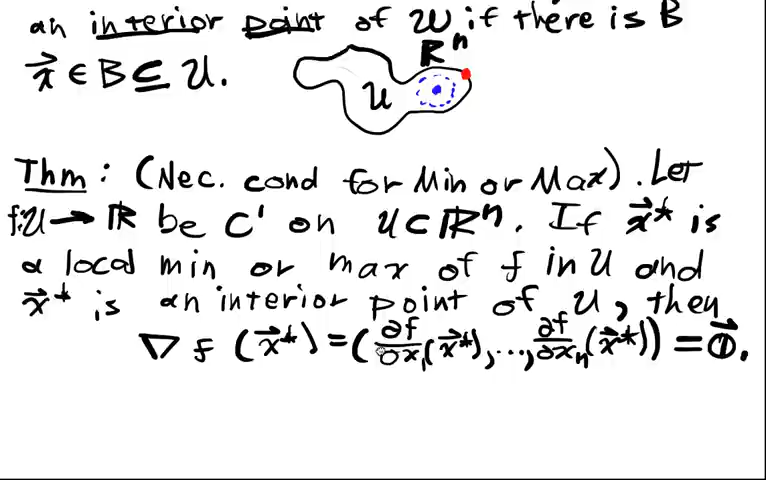 an interior point of U if there is B
x⃗ ∈ B ⊆ U.
ℝⁿ
U
Thm: (Nec. cond for Min or Max). Let
f: U → ℝ be C¹ on U ⊂ ℝⁿ. If x⃗* is
a local min or max of f in U and
x⃗* is an interior point of U, then
∇f(x⃗*) = (∂f/∂x₁(x⃗*), ..., ∂f/∂xₙ(x⃗*)) = 0⃗.